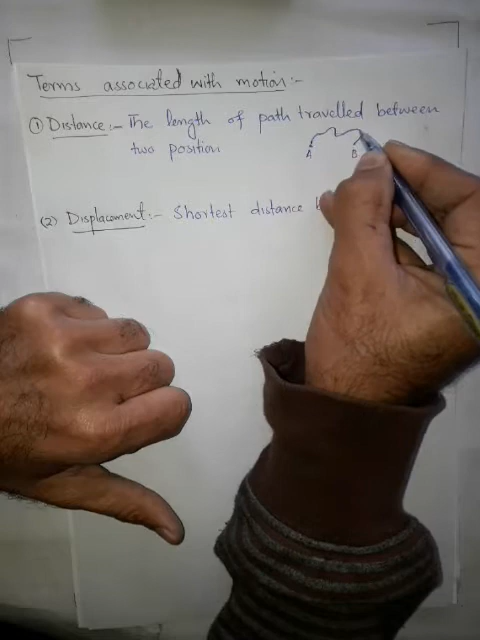 Terms associated with motion:-
① Distance:- The length of path travelled between
two position
A B
(2) Displacement:- Shortest distance